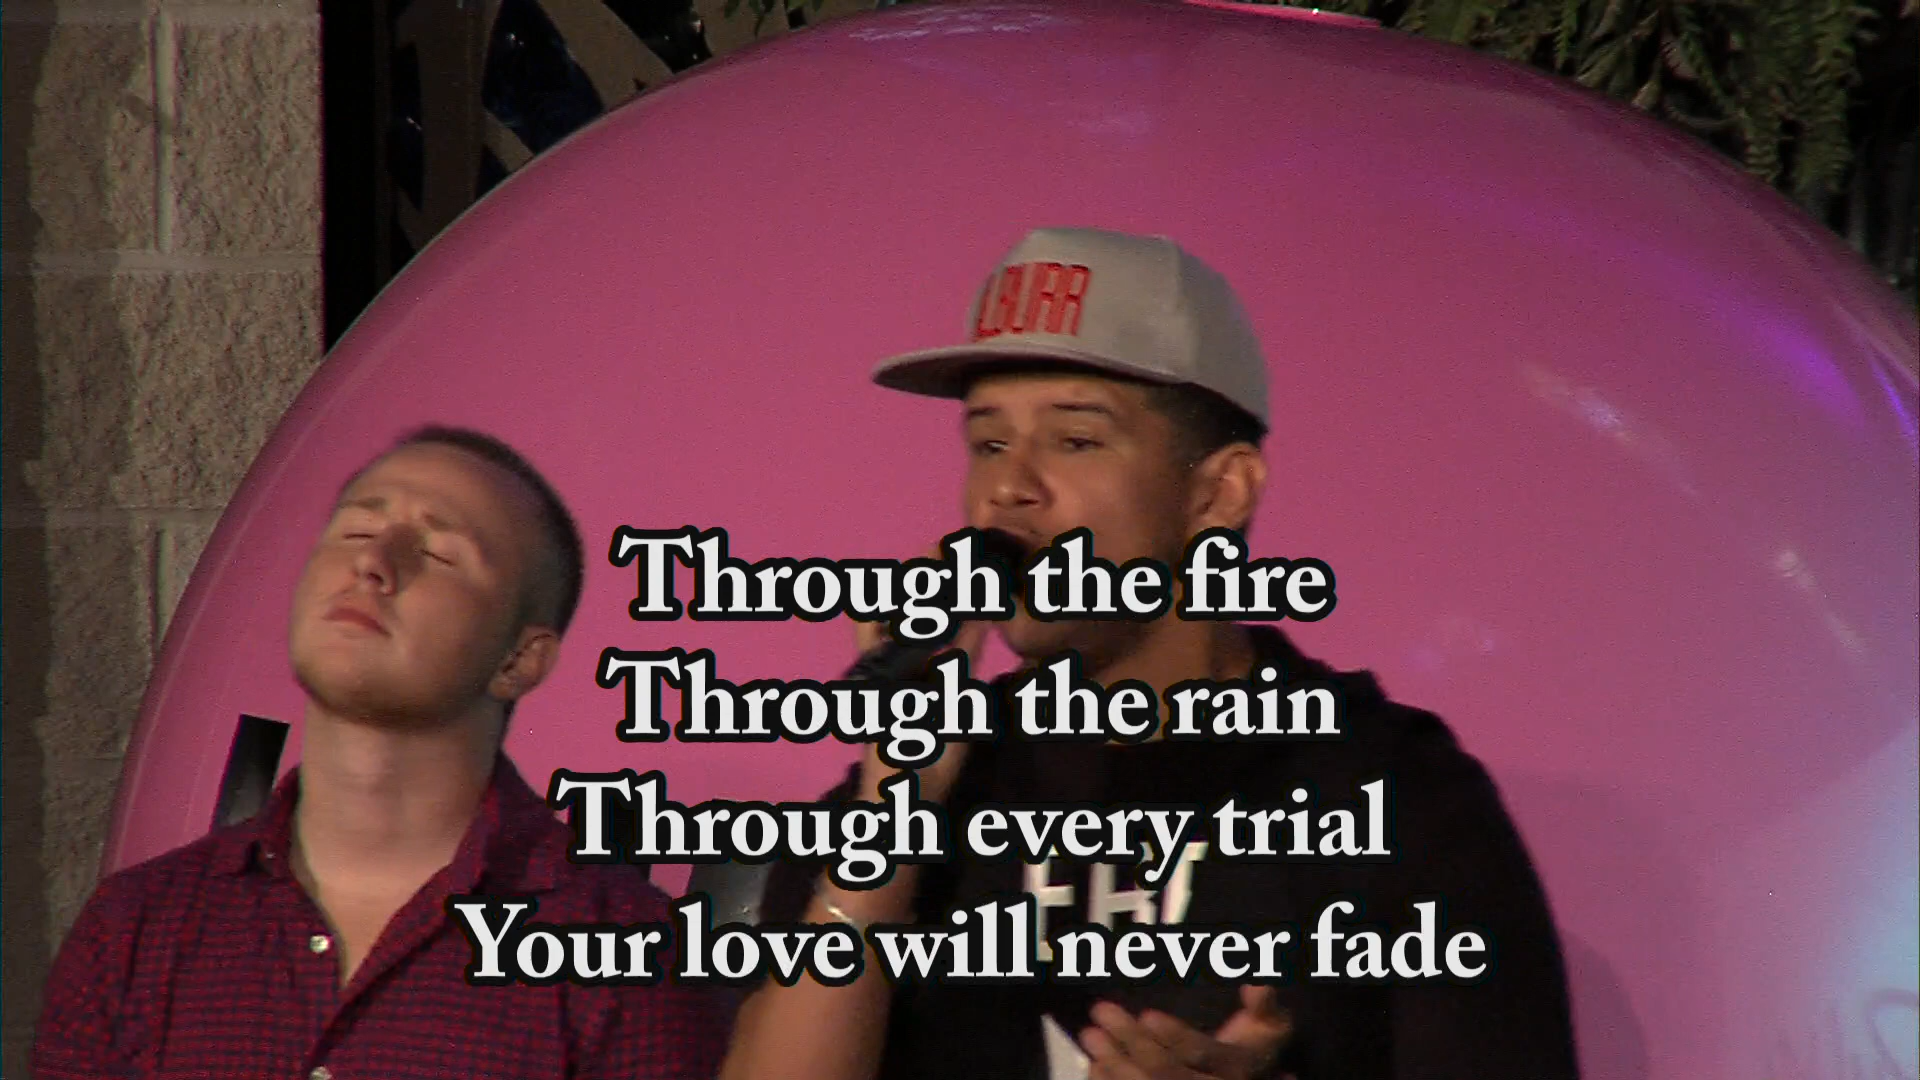 Through the fire
Through the rain
Through every trial
Your love will never fade